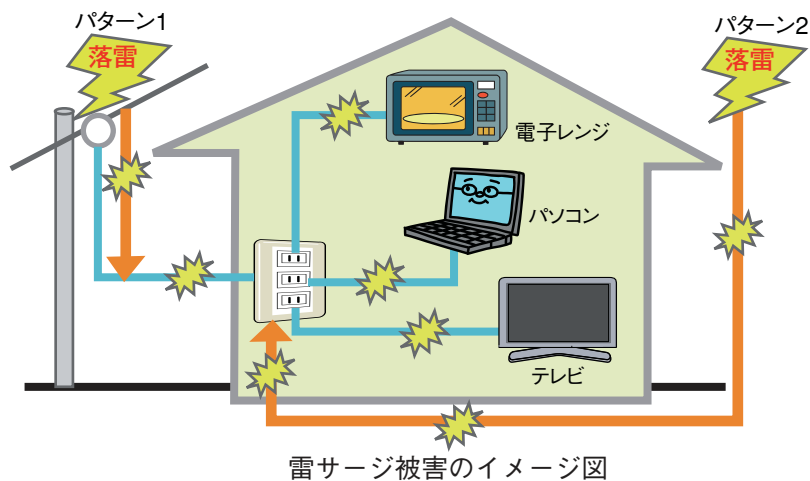 パターン1
落雷
パターン2
落雷
電子レンジ
パソコン
テレビ
雷サージ被害のイメージ図